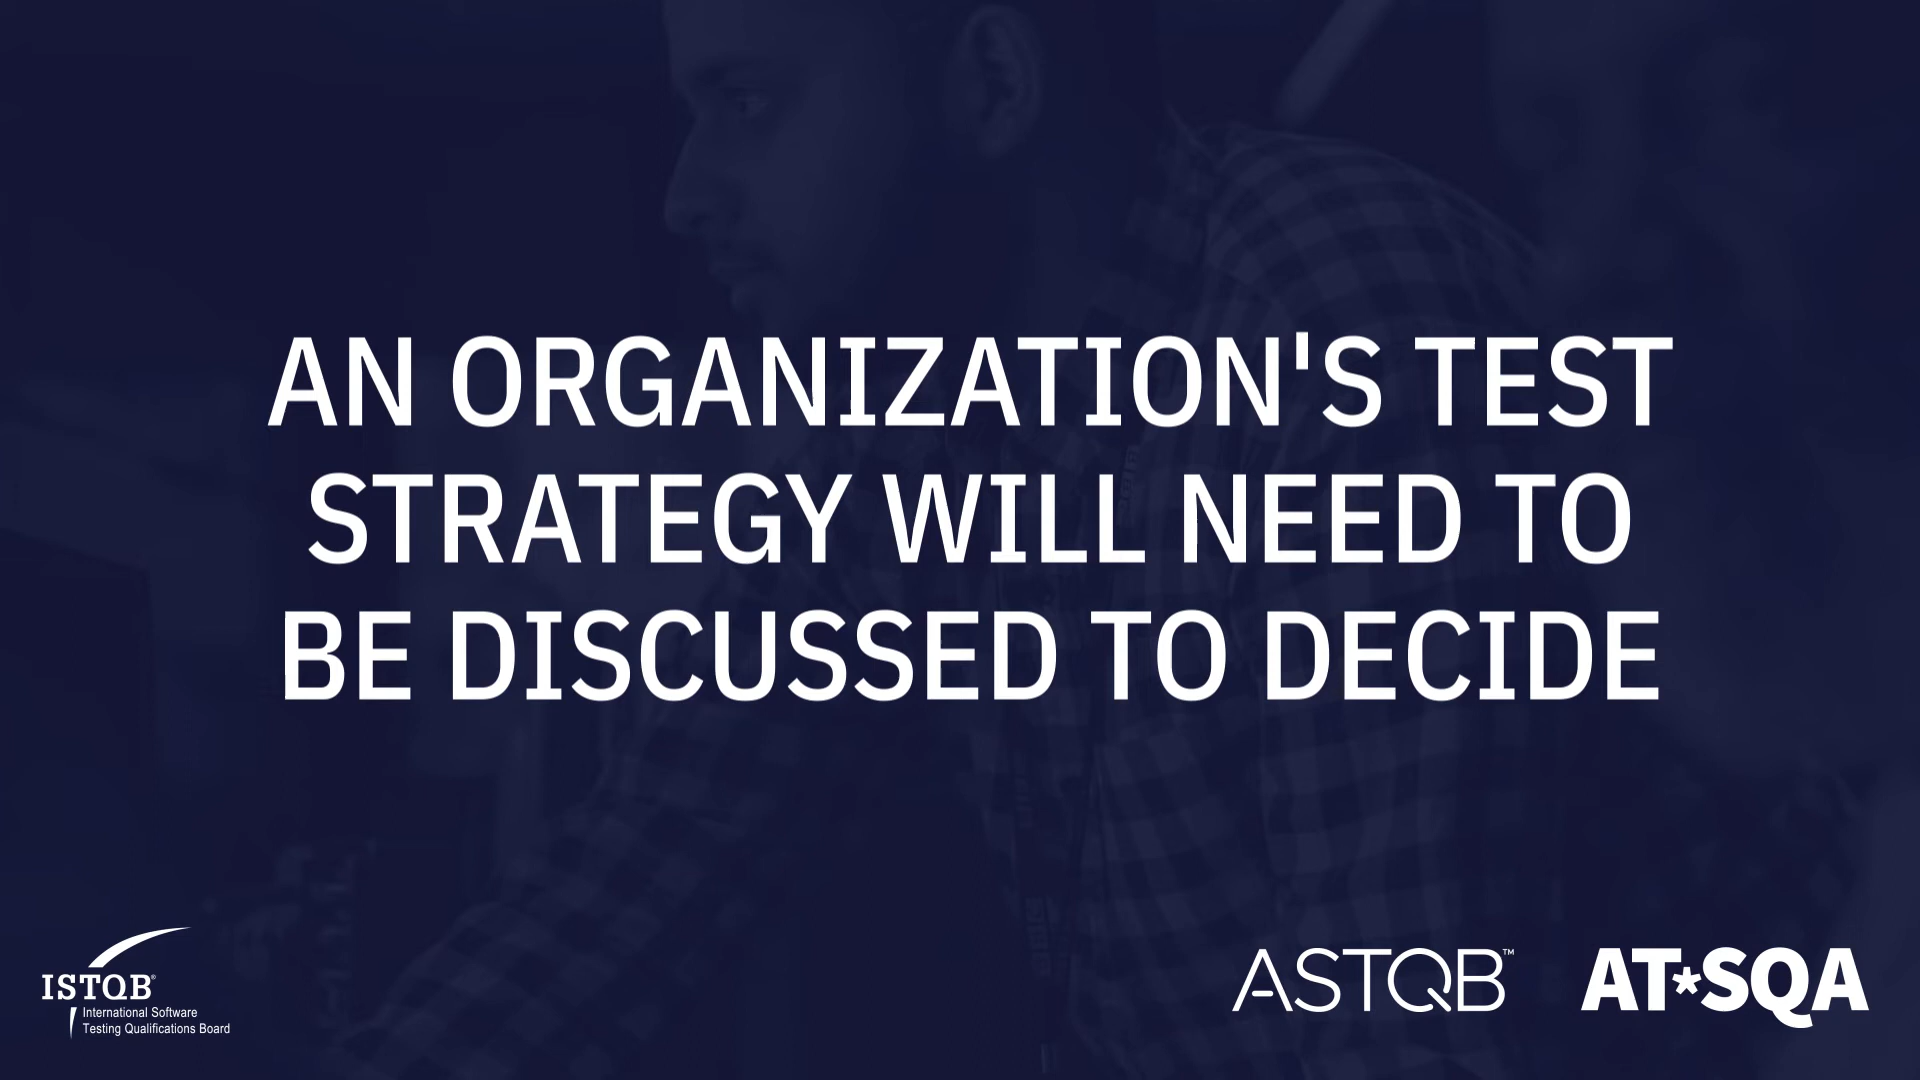 AN ORGANIZATION'S TEST
STRATEGY WILL NEED TO
BE DISCUSSED TO DECIDE
ISTQB®
International Software
Testing Qualifications Board
ASTQB™
AT*SQA